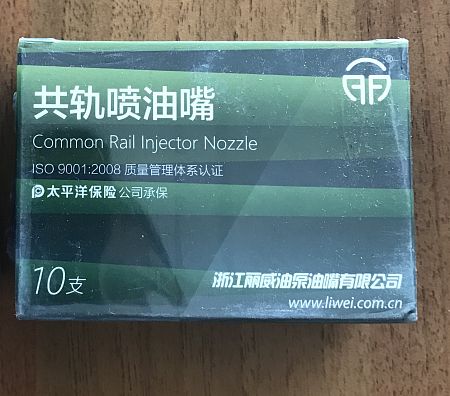 共轨喷油嘴
Common Rail Injector Nozzle
ISO 9001:2008 质量管理体系认证
太平洋保险公司承保
10支
浙江丽威油泵油嘴有限公司
www.liwei.com.cn